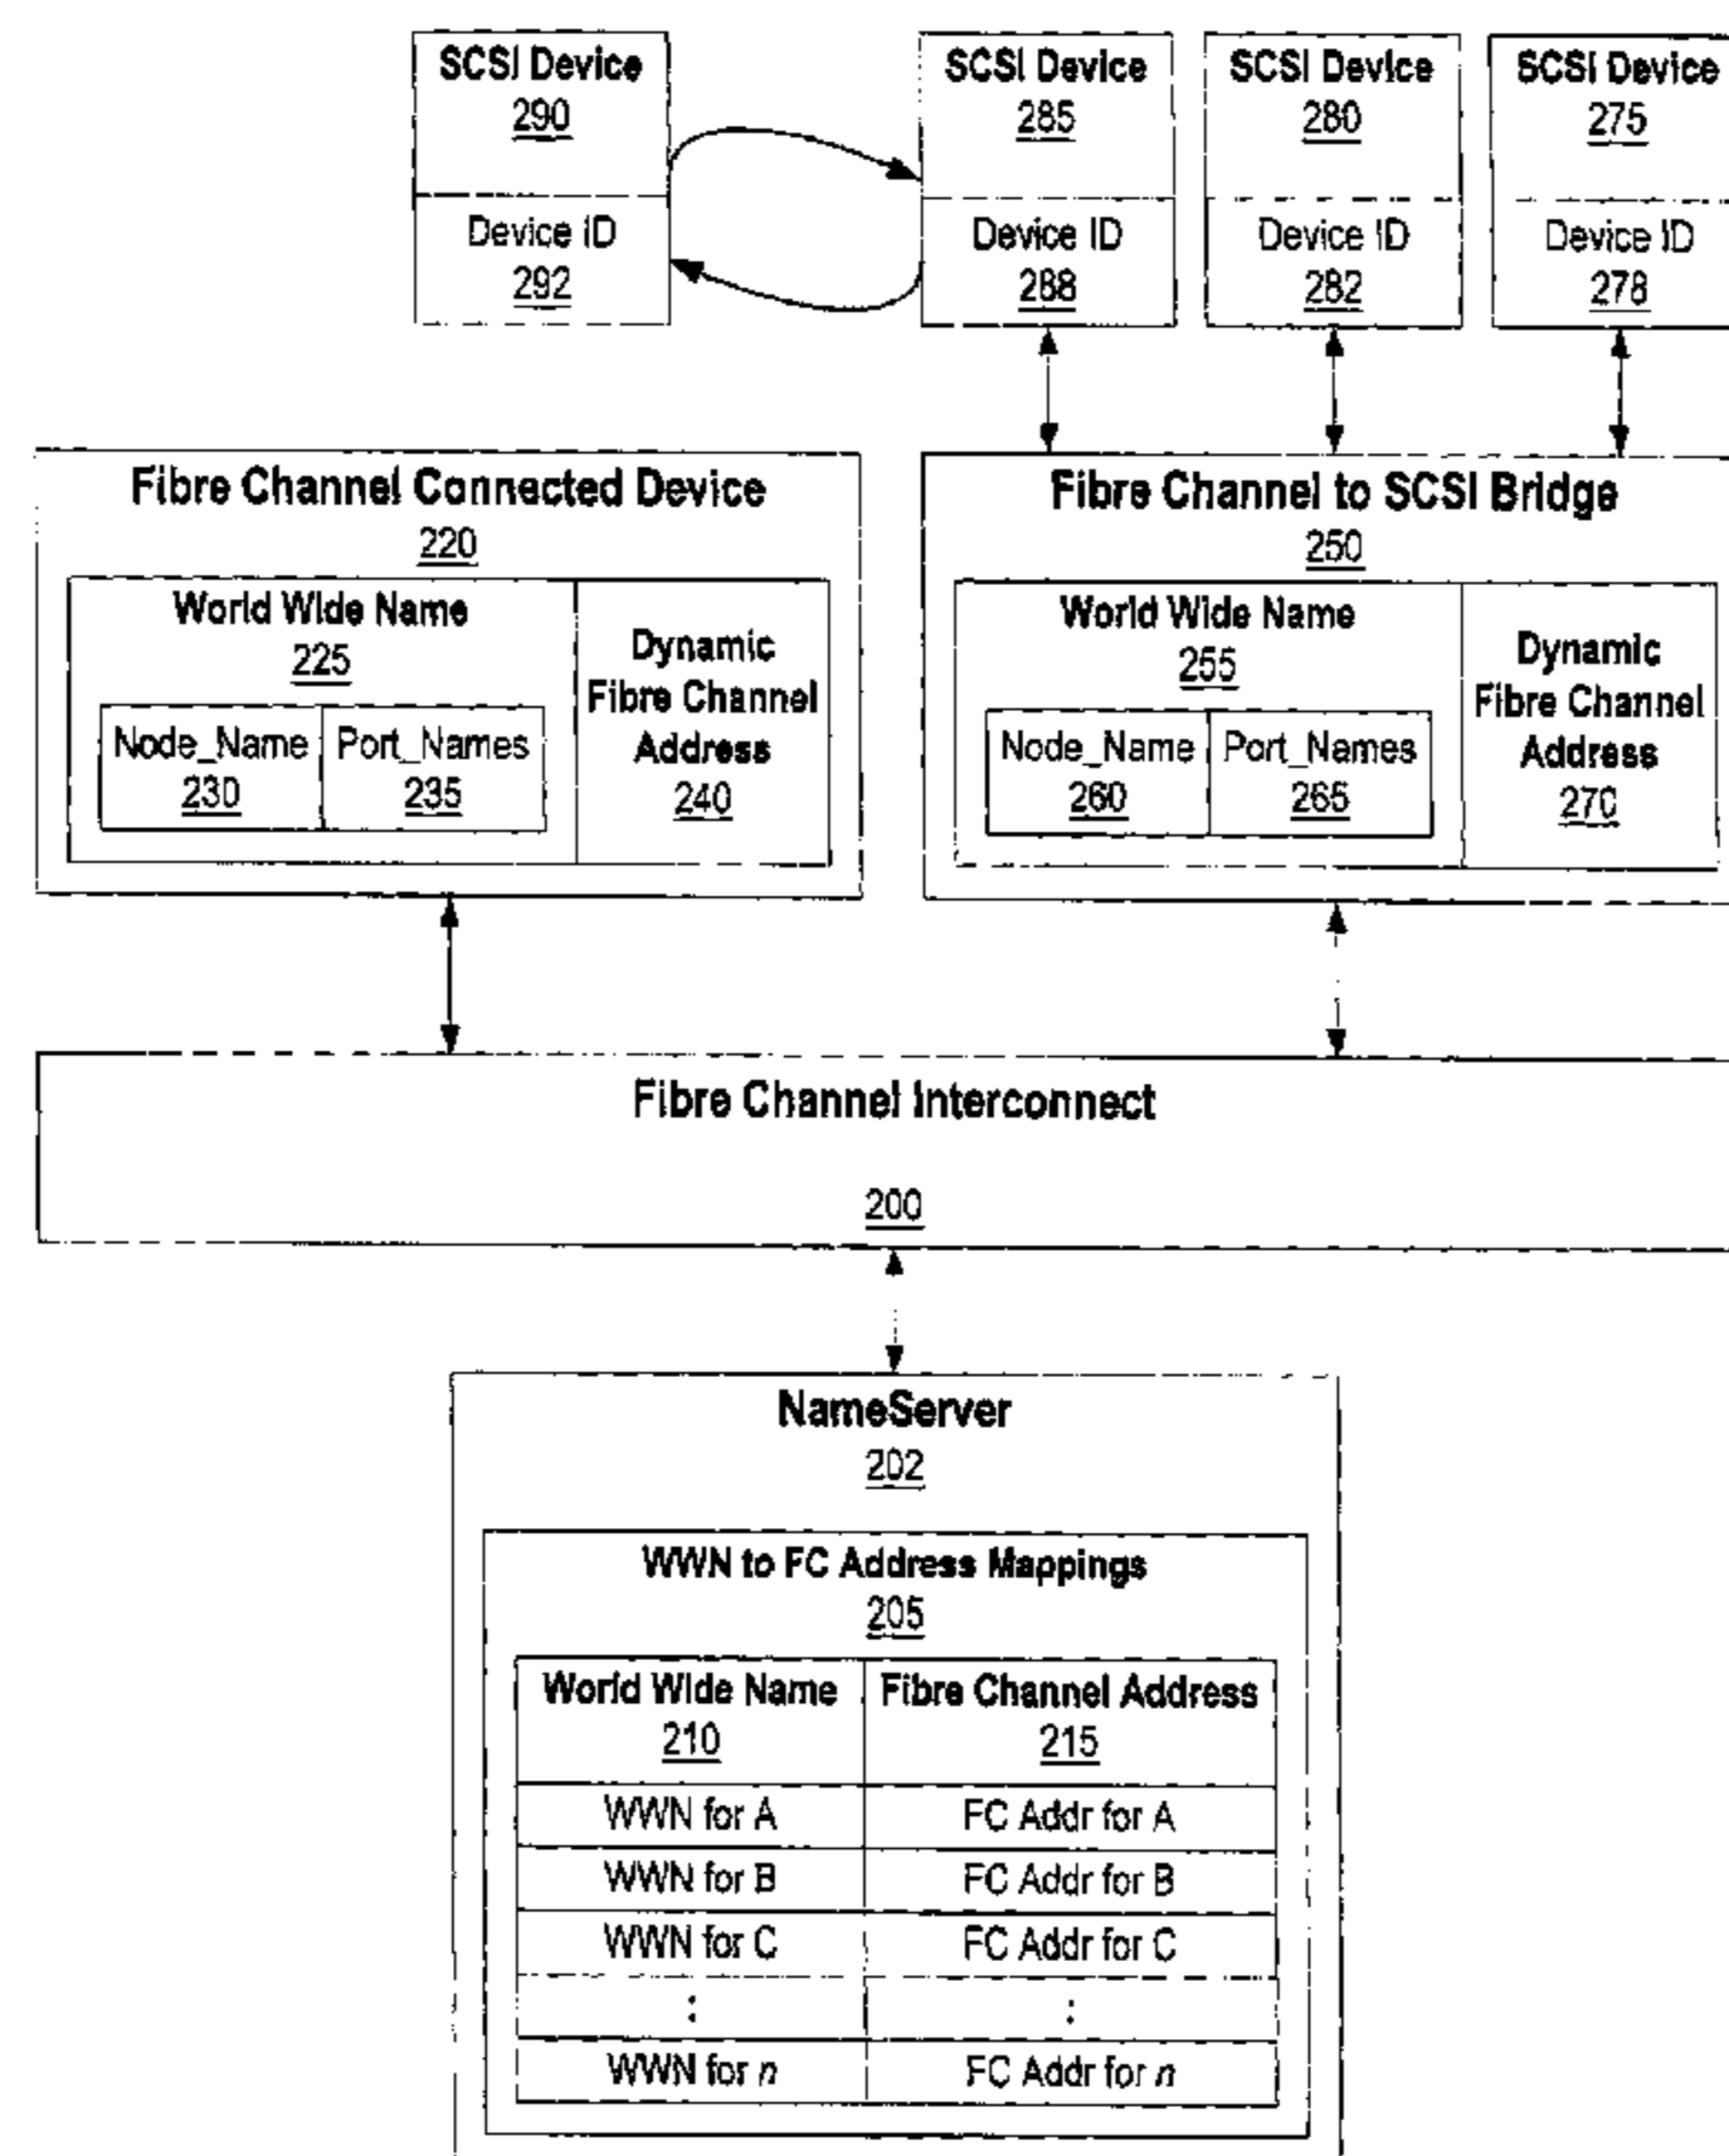 SCSI Device
290
Device ID
292
SCSI Device
285
Device ID
288
SCSI Device
280
Device ID
282
SCSI Device
275
Device ID
278
Fibre Channel Connected Device
220
World Wide Name
225
Node_Name
230
Port_Names
235
Dynamic
Fibre Channel
Address
240
Fibre Channel to SCSI Bridge
250
World Wide Name
255
Node_Name
260
Port_Names
265
Dynamic
Fibre Channel
Address
270
Fibre Channel Interconnect
200
NameServer
202
WWN to FC Address Mappings
205
World Wide Name
210
Fibre Channel Address
215
WWN for A
FC Addr for A
WWN for B
FC Addr for B
WWN for C
FC Addr for C
:
:
WWN for n
FC Addr for n